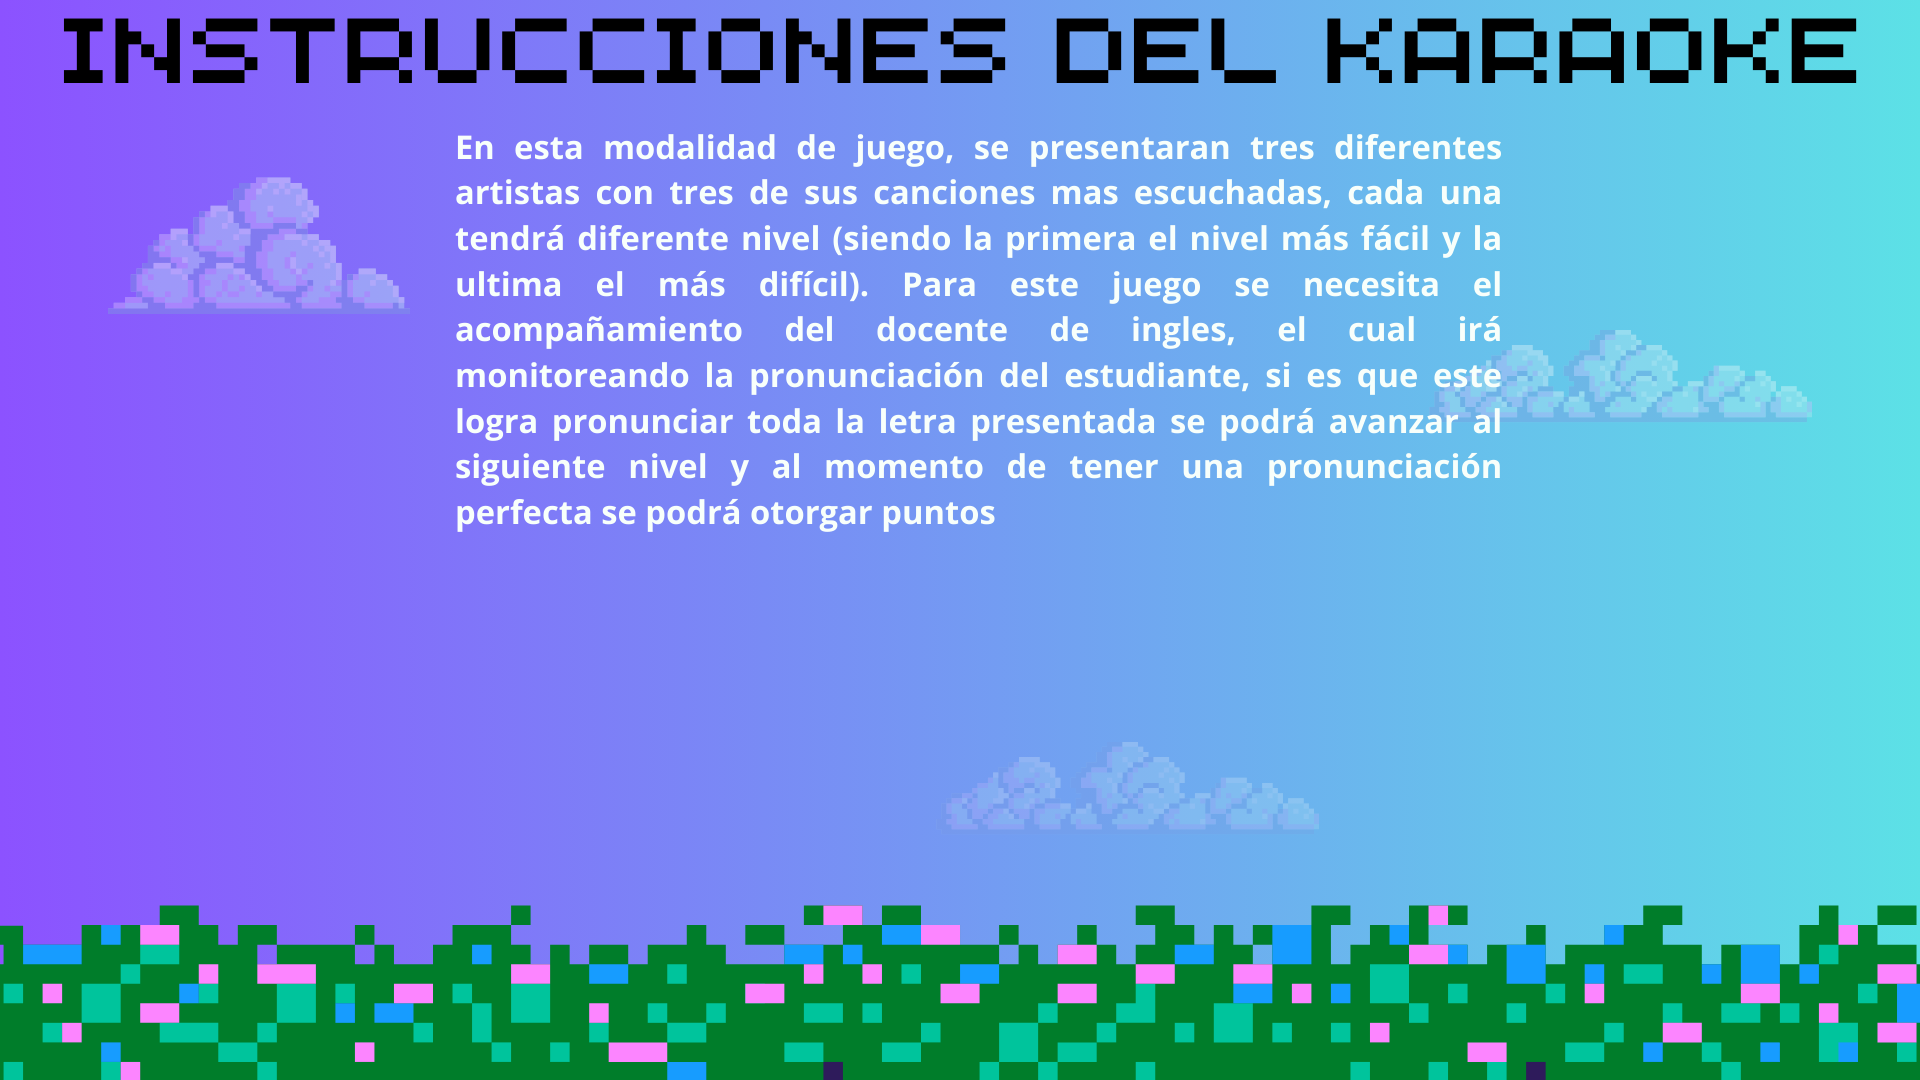 INSTRUCCIONES DEL KARAOKE
En esta modalidad de juego, se presentaran tres diferentes
artistas con tres de sus canciones mas escuchadas, cada una
tendrá diferente nivel (siendo la primera el nivel más fácil y la
ultima el más difícil). Para este juego se necesita el
acompañamiento del docente de ingles, el cual irá
monitoreando la pronunciación del estudiante, si es que este
logra pronunciar toda la letra presentada se podrá avanzar al
siguiente nivel y al momento de tener una pronunciación
perfecta se podrá otorgar puntos